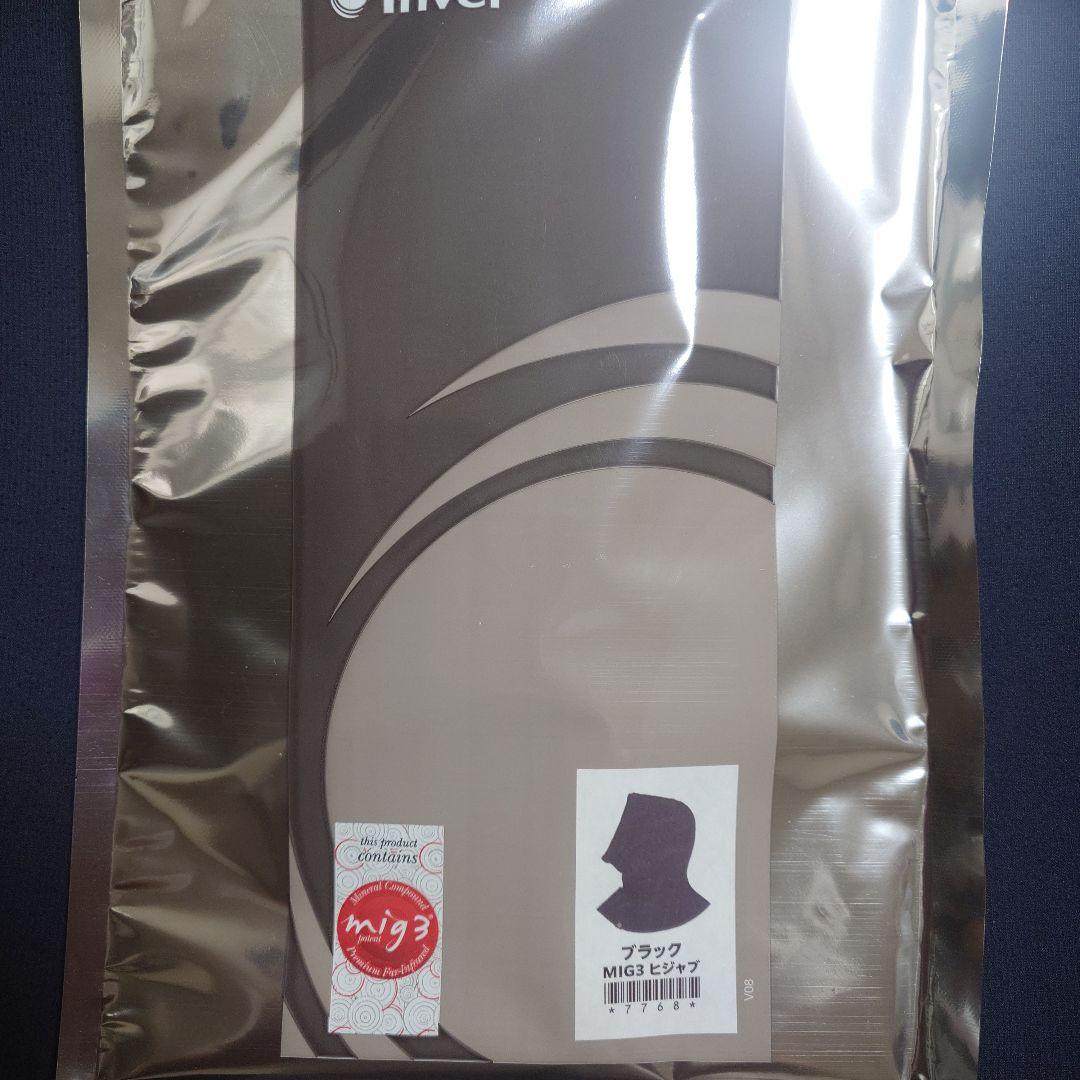 this product
contains
Mineral Compound
mig3
patent
Premium Far-Infrared
ブラック
MIG3 ヒジャブ
*7768*
V08